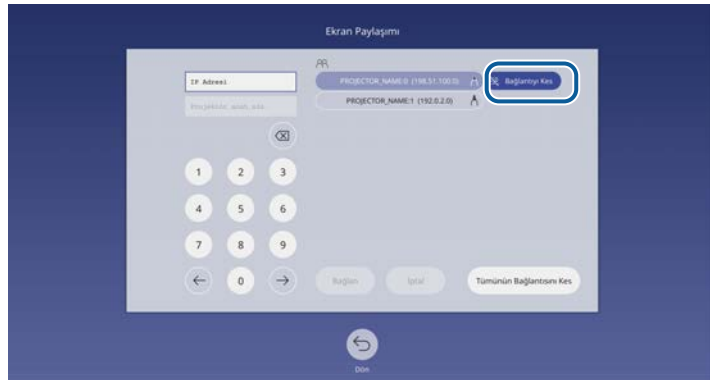 Ekran Paylaşımı
IP Adresi
PROJECTOR_NAME:0 (198.51.100.0)
Bağlantıyı Kes
PROJECTOR_NAME:1 (192.0.2.0)
1 2 3
4 5 6
7 8 9
0
Bağlan
İptal
Tümünün Bağlantısını Kes
Dön